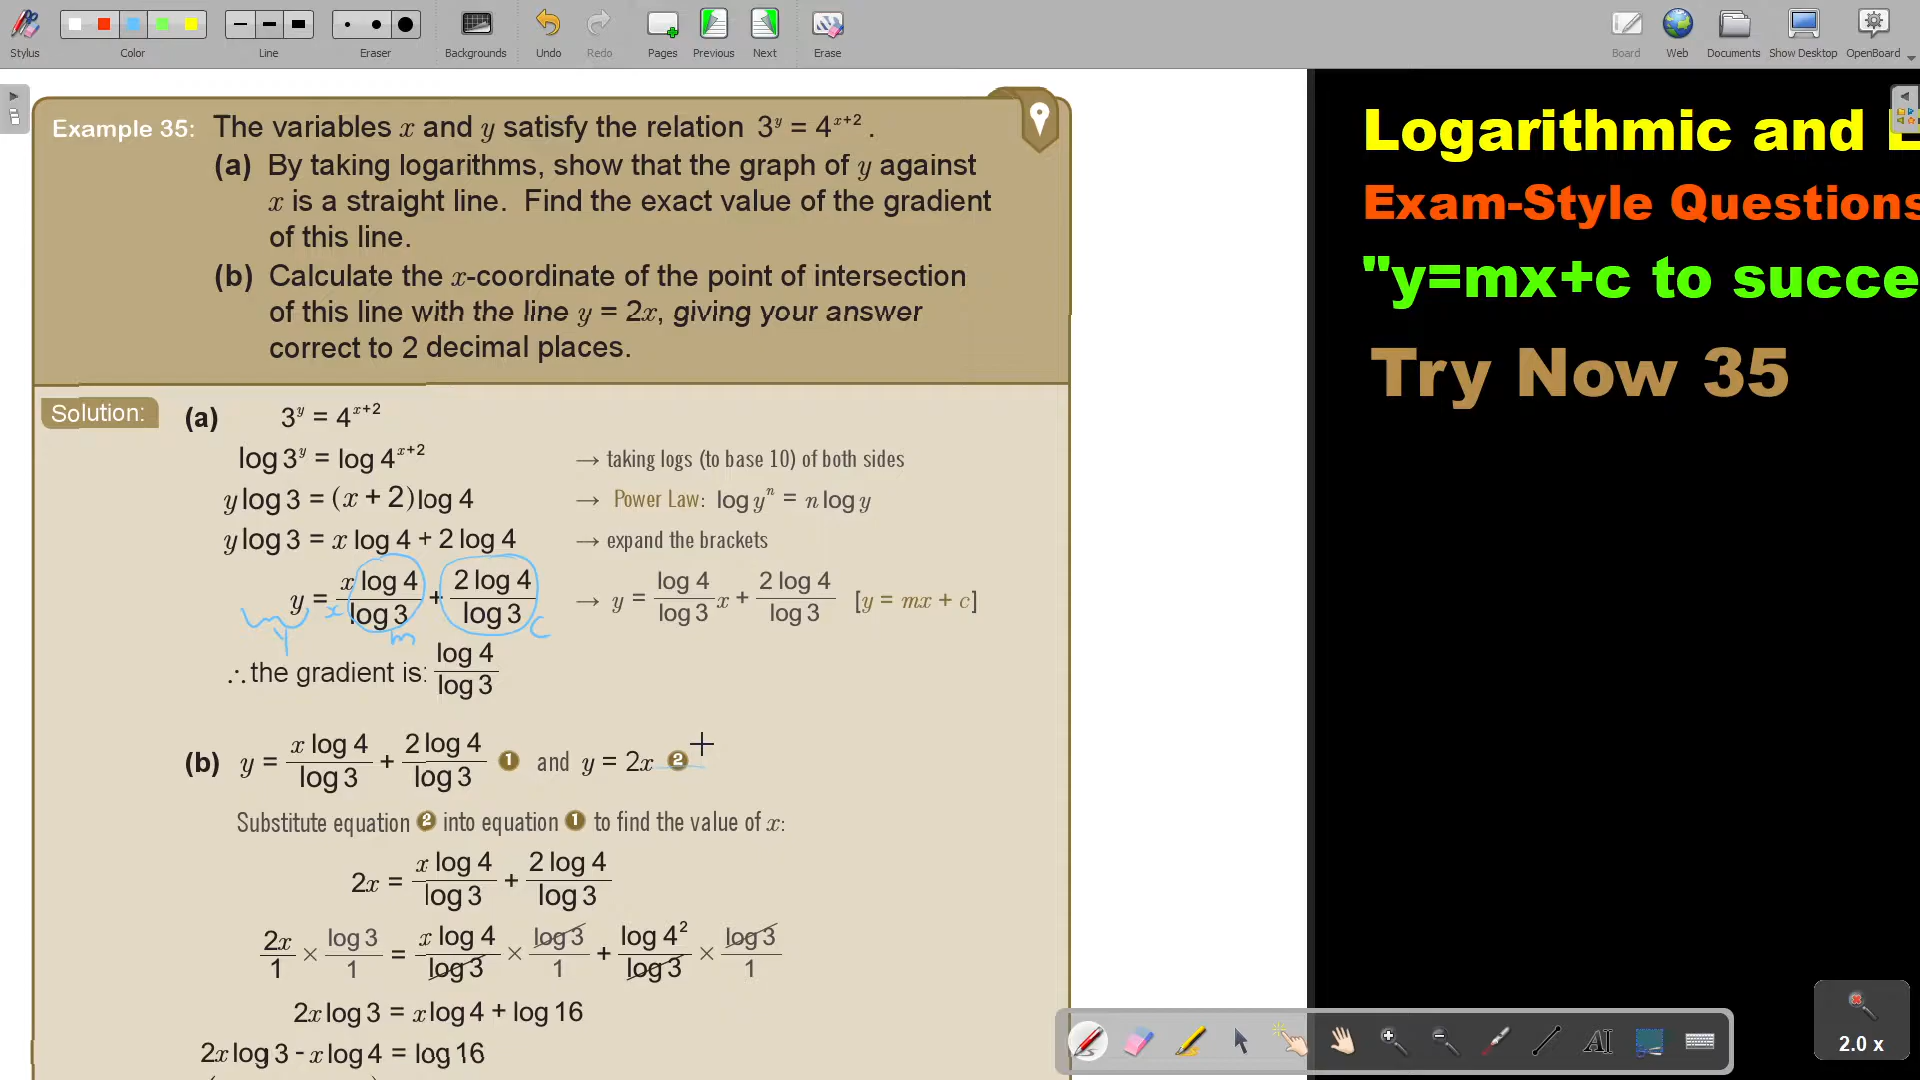 Stylus Color Line Eraser Backgrounds Undo Redo Pages Previous Next Erase Board Web Documents Show Desktop OpenBoard
Example 35: The variables x and y satisfy the relation 3^y = 4^{x+2}.
(a) By taking logarithms, show that the graph of y against
x is a straight line. Find the exact value of the gradient
of this line.
(b) Calculate the x-coordinate of the point of intersection
of this line with the line y = 2x, giving your answer
correct to 2 decimal places.
Solution: (a) 3^y = 4^{x+2}
log 3^y = log 4^{x+2} → taking logs (to base 10) of both sides
y log 3 = (x + 2) log 4 → Power Law: log y^n = n log y
y log 3 = x log 4 + 2 log 4 → expand the brackets
y = x log 4 / log 3 + 2 log 4 / log 3 → y = log 4 / log 3 x + 2 log 4 / log 3 [y = mx + c]
Y x m C
∴ the gradient is: log 4 / log 3
(b) y = x log 4 / log 3 + 2 log 4 / log 3 1 and y = 2x 2
Substitute equation 2 into equation 1 to find the value of x:
2x = x log 4 / log 3 + 2 log 4 / log 3
2x / 1 × log 3 / 1 = x log 4 / log 3 × log 3 / 1 + log 4² / log 3 × log 3 / 1
2x log 3 = x log 4 + log 16
2x log 3 - x log 4 = log 16
Logarithmic and
Exam-Style Questions
"y=mx+c to succe
Try Now 35
2.0 x